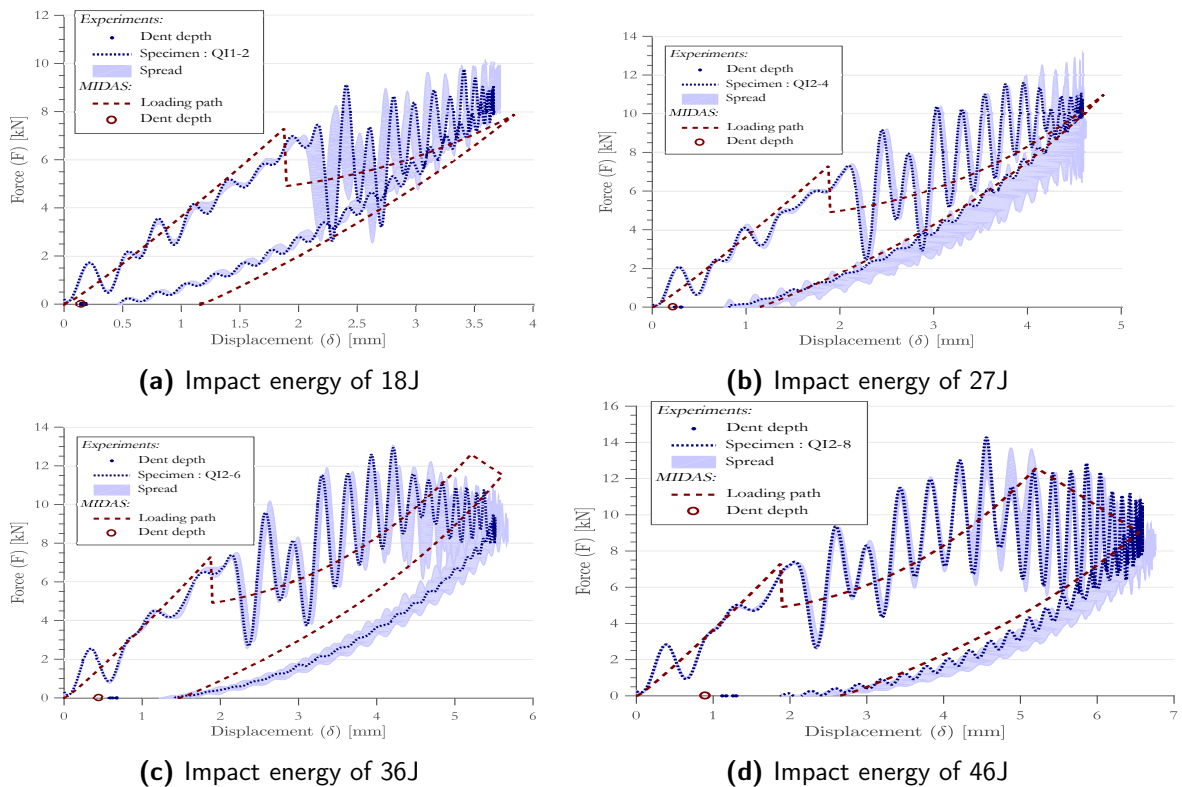 Experiments:
Dent depth
Specimen : QI1-2
Spread
MIDAS:
Loading path
Dent depth
Force (F) [kN]
12
10
8
6
4
2
0
0 0.5 1 1.5 2 2.5 3 3.5 4
Displacement (δ) [mm]
(a) Impact energy of 18J
Experiments:
Dent depth
Specimen : QI2-4
Spread
MIDAS:
Loading path
Dent depth
Force (F) [kN]
14
12
10
8
6
4
2
0
0 1 2 3 4 5
Displacement (δ) [mm]
(b) Impact energy of 27J
Experiments:
Dent depth
Specimen : QI2-6
Spread
MIDAS:
Loading path
Dent depth
Force (F) [kN]
14
12
10
8
6
4
2
0
0 1 2 3 4 5 6
Displacement (δ) [mm]
(c) Impact energy of 36J
Experiments:
Dent depth
Specimen : QI2-8
Spread
MIDAS:
Loading path
Dent depth
Force (F) [kN]
16
14
12
10
8
6
4
2
0
0 1 2 3 4 5 6 7
Displacement (δ) [mm]
(d) Impact energy of 46J